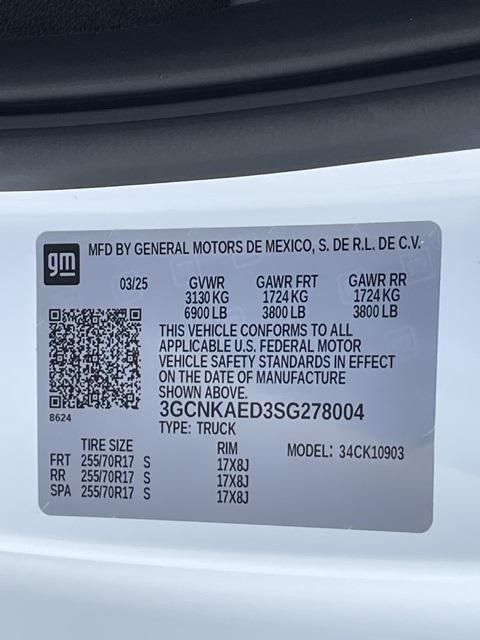 gm
MFD BY GENERAL MOTORS DE MEXICO, S. DE R.L. DE C.V.
03/25 GVWR GAWR FRT GAWR RR
3130 KG 1724 KG 1724 KG
6900 LB 3800 LB 3800 LB
THIS VEHICLE CONFORMS TO ALL
APPLICABLE U.S. FEDERAL MOTOR
VEHICLE SAFETY STANDARDS IN EFFECT
ON THE DATE OF MANUFACTURE
SHOWN ABOVE.
8624
3GCNKAED3SG278004
TYPE: TRUCK
TIRE SIZE RIM MODEL: 34CK10903
FRT 255/70R17 S 17X8J
RR 255/70R17 S 17X8J
SPA 255/70R17 S 17X8J